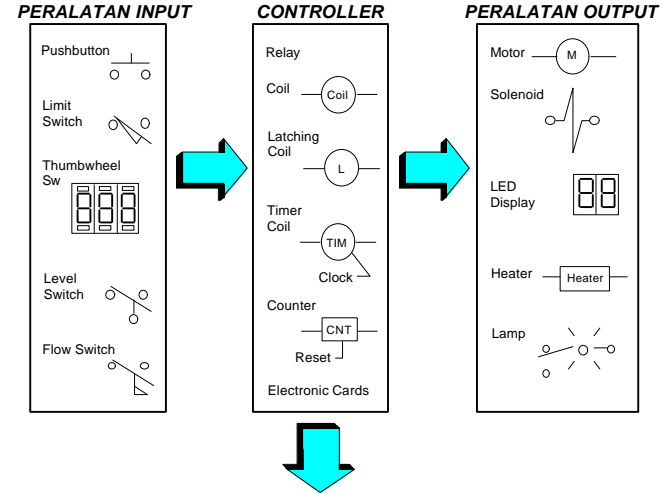 PERALATAN INPUT
CONTROLLER
PERALATAN OUTPUT
Pushbutton
Limit
Switch
Thumbwheel
Sw
Level
Switch
Flow Switch
Relay
Coil
Coil
Latching
Coil
L
Timer
Coil
TIM
Clock
Counter
CNT
Reset
Electronic Cards
Motor
M
Solenoid
LED
Display
88
Heater
Heater
Lamp